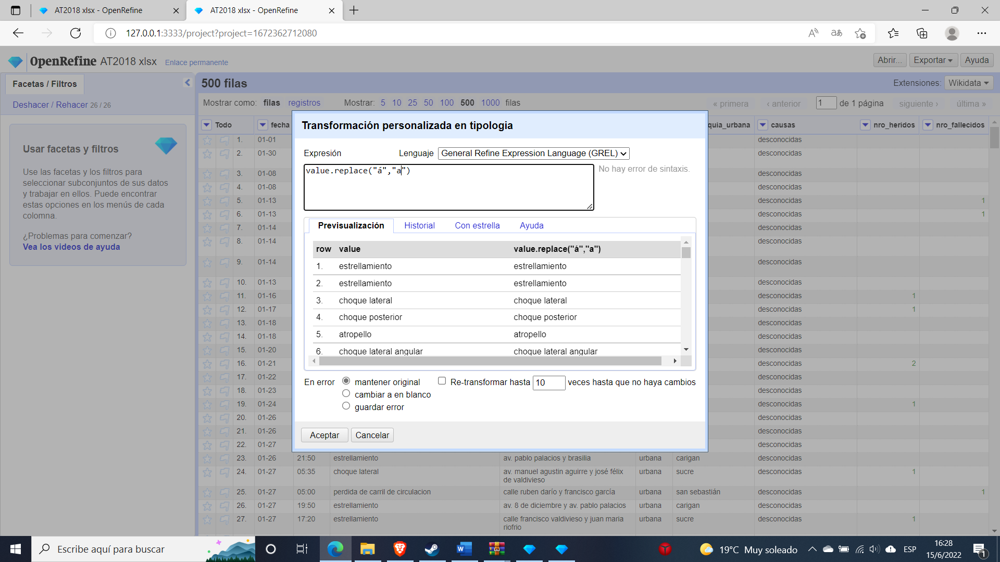 AT2018 xlsx - OpenRefine
AT2018 xlsx - OpenRefine
127.0.0.1:3333/project?project=1672362712080
OpenRefine AT2018 xlsx Enlace permanente
Abrir... Exportar Ayuda
Facetas / Filtros
Deshacer / Rehacer 26 / 26
500 filas
Extensiones: Wikidata
Mostrar como: filas registros Mostrar: 5 10 25 50 100 500 1000 filas
« primera ‹ anterior 1 de 1 página siguiente › última »
Usar facetas y filtros
Use las facetas y los filtros para
seleccionar subconjuntos de sus datos
y trabajar en ellos. Puede encontrar
estas opciones en los menús de cada
colomna.
¿Problemas para comenzar?
Vea los videos de ayuda
Todo fecha quia_urbana causas nro_heridos nro_fallecidos
1. 01-01 desconocidas
2. 01-30 desconocidas
3. 01-08 desconocidas
4. 01-08 desconocidas
5. 01-13 desconocidas 1
6. 01-13 desconocidas 1
7. 01-14 desconocidas
8. 01-14 desconocidas
9. 01-14 desconocidas
10. 01-13 desconocidas
11. 01-16 desconocidas 1
12. 01-17 desconocidas 1
13. 01-18 desconocidas
14. 01-18 desconocidas
15. 01-20 desconocidas
16. 01-21 desconocidas 2
17. 01-22 desconocidas
18. 01-23 desconocidas
19. 01-24 desconocidas 1
20. 01-26 desconocidas
21. 01-26 desconocidas
22. 01-27 desconocidas
23. 01-26 21:50 estrellamiento av. pablo palacios y brasilia urbana carigan desconocidas
24. 01-27 05:35 choque lateral av. manuel agustin aguirre y josé félix
de valdivieso urbana sucre desconocidas 1
25. 01-27 05:00 perdida de carril de circulacion calle ruben darío y francisco garcía urbana san sebastián desconocidas 1
26. 01-27 19:50 estrellamiento av. 8 de diciembre y av. pablo palacios urbana carigan desconocidas
27. 01-27 17:20 estrellamiento calle francisco valdivieso y juan maria
riofrio urbana sucre desconocidas 1
Transformación personalizada en tipologia
Expresión Lenguaje General Refine Expression Language (GREL)
value.replace("á","a")
No hay error de sintaxis.
Previsualización Historial Con estrella Ayuda
row value value.replace("á","a")
1. estrellamiento estrellamiento
2. estrellamiento estrellamiento
3. choque lateral choque lateral
4. choque posterior choque posterior
5. atropello atropello
6. choque lateral angular choque lateral angular
En error mantener original Re-transformar hasta 10 veces hasta que no haya cambios
cambiar a en blanco
guardar error
Aceptar Cancelar
Escribe aquí para buscar
19°C Muy soleado
ESP
16:28
15/6/2022
1